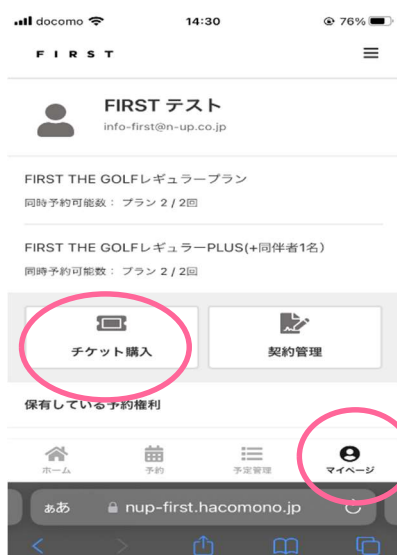 docomo 14:30 76%
FIRST
FIRST テスト
info-first@n-up.co.jp
FIRST THE GOLFレギュラープラン
同時予約可能数： プラン 2 / 2回
FIRST THE GOLFレギュラーPLUS(+同伴者1名）
同時予約可能数： プラン 2 / 2回
チケット購入 契約管理
保有している予約権利
ホーム 予約 予定管理 マイページ
ああ nup-first.hacomono.jp